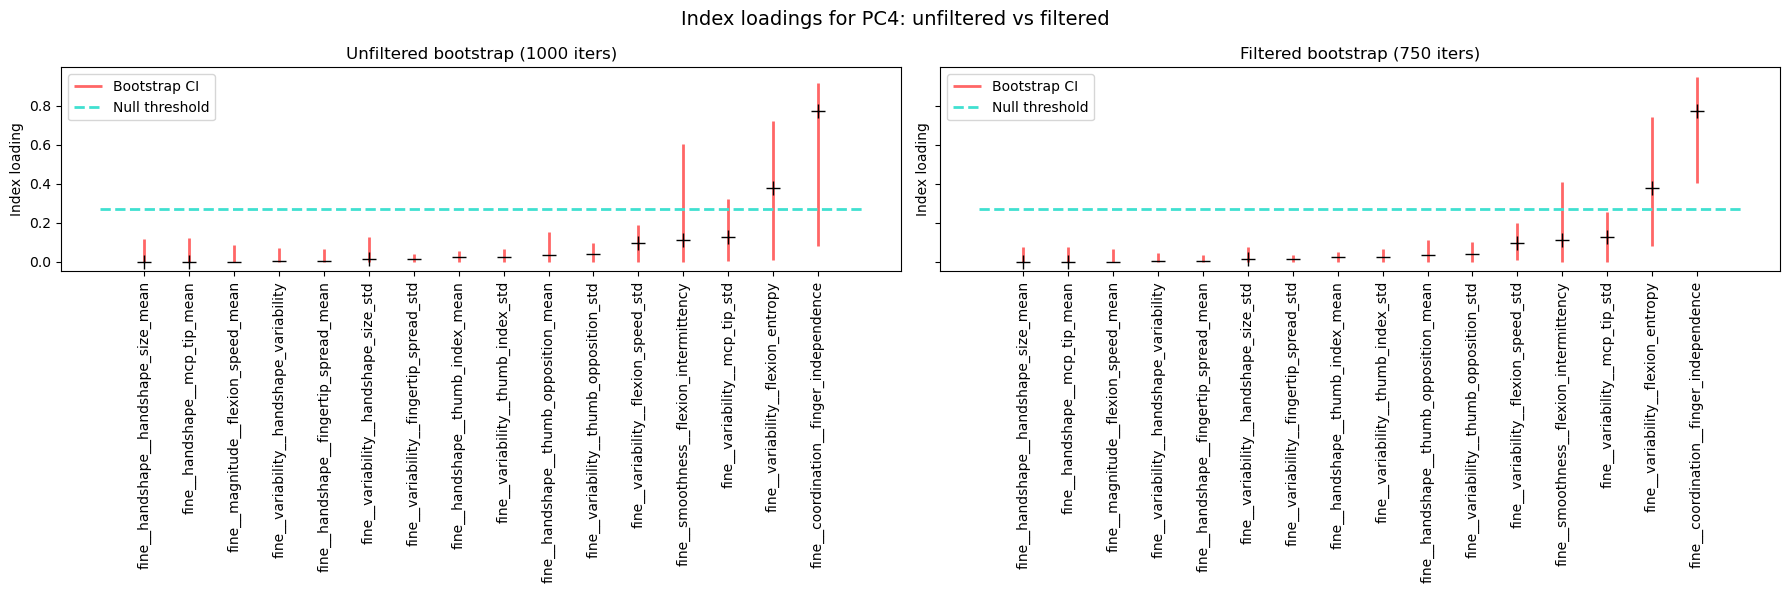 Index loadings for PC4: unfiltered vs filtered
Unfiltered bootstrap (1000 iters)
Index loading
0.8
0.6
0.4
0.2
0.0
Bootstrap CI
Null threshold
fine__handshape__handshape_size_mean
fine__handshape__mcp_tip_mean
fine__magnitude__flexion_speed_mean
fine__variability__handshape_variability
fine__handshape__fingertip_spread_mean
fine__variability__handshape_size_std
fine__variability__fingertip_spread_std
fine__handshape__thumb_index_mean
fine__variability__thumb_index_std
fine__handshape__thumb_opposition_mean
fine__variability__thumb_opposition_std
fine__variability__flexion_speed_std
fine__smoothness__flexion_intermittency
fine__variability__mcp_tip_std
fine__variability__flexion_entropy
fine__coordination__finger_independence
Filtered bootstrap (750 iters)
Index loading
Bootstrap CI
Null threshold
fine__handshape__handshape_size_mean
fine__handshape__mcp_tip_mean
fine__magnitude__flexion_speed_mean
fine__variability__handshape_variability
fine__handshape__fingertip_spread_mean
fine__variability__handshape_size_std
fine__variability__fingertip_spread_std
fine__handshape__thumb_index_mean
fine__variability__thumb_index_std
fine__handshape__thumb_opposition_mean
fine__variability__thumb_opposition_std
fine__variability__flexion_speed_std
fine__smoothness__flexion_intermittency
fine__variability__mcp_tip_std
fine__variability__flexion_entropy
fine__coordination__finger_independence